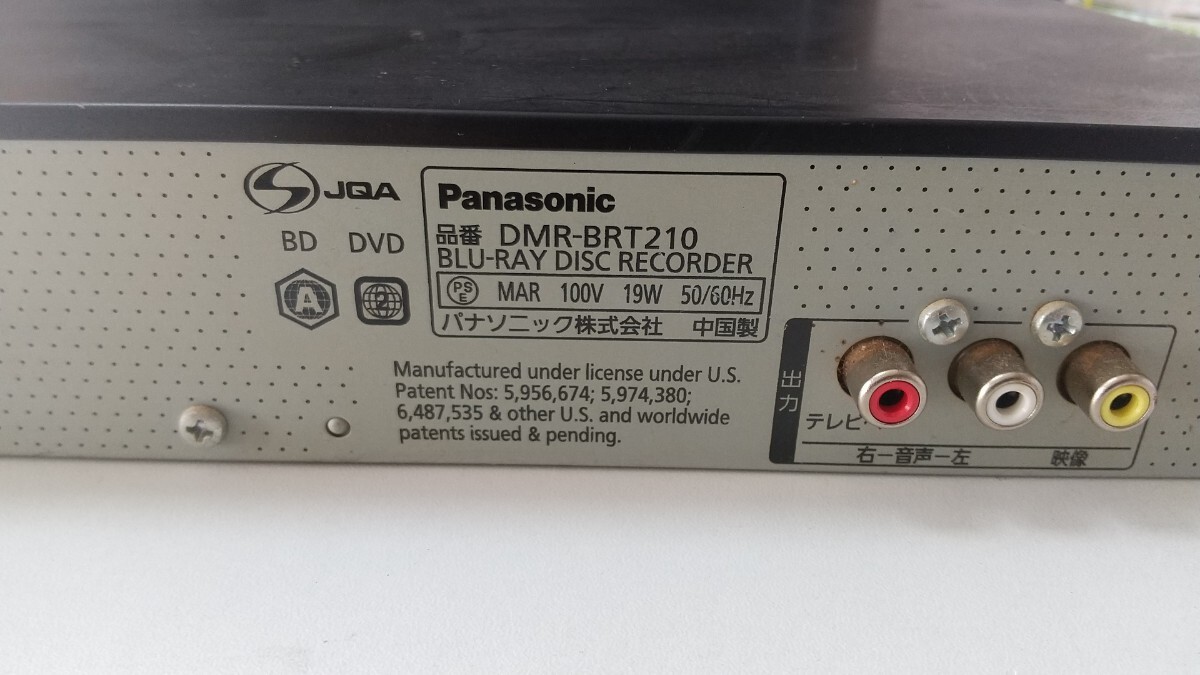 JQA
BD DVD
A 2
Panasonic
品番 DMR-BRT210
BLU-RAY DISC RECORDER
PSE MAR 100V 19W 50/60Hz
パナソニック株式会社 中国製
Manufactured under license under U.S.
Patent Nos: 5,956,674; 5,974,380;
6,487,535 & other U.S. and worldwide
patents issued & pending.
出力
テレビ
右ー音声ー左 映像